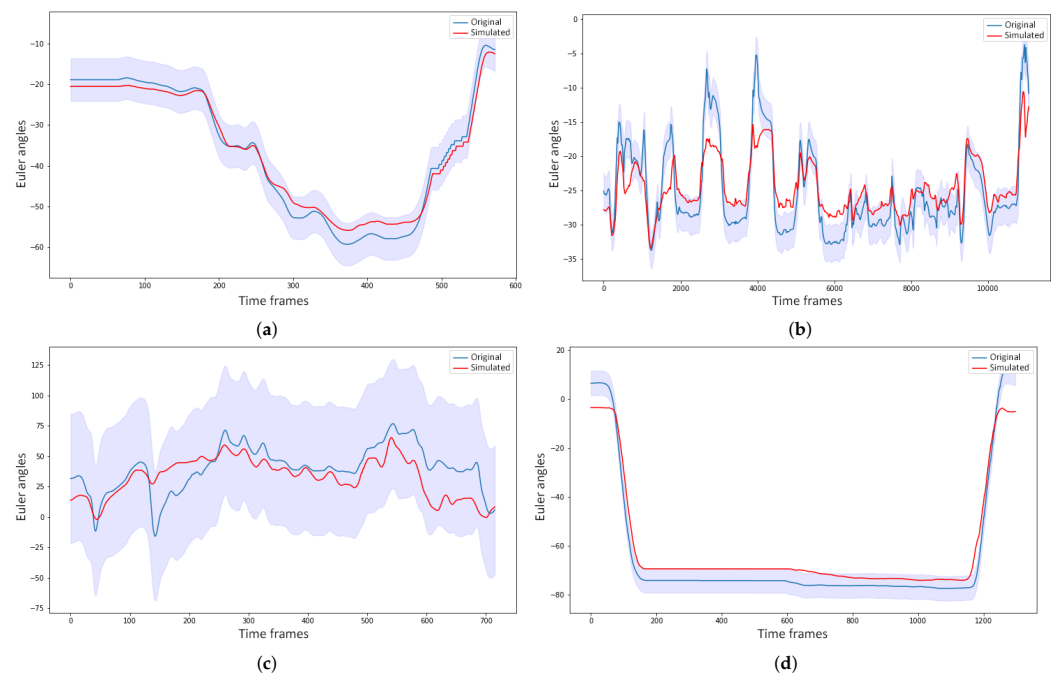 Original
Simulated
−10
−20
−30
−40
−50
−60
Euler angles
0
100
200
300
400
500
600
Time frames
(a)
Original
Simulated
0
−5
−10
−15
−20
−25
−30
−35
Euler angles
0
2000
4000
6000
8000
10000
Time frames
(b)
Original
Simulated
125
100
75
50
25
0
−25
−50
−75
Euler angles
0
100
200
300
400
500
600
700
Time frames
(c)
Original
Simulated
20
0
−20
−40
−60
−80
Euler angles
0
200
400
600
800
1000
1200
Time frames
(d)